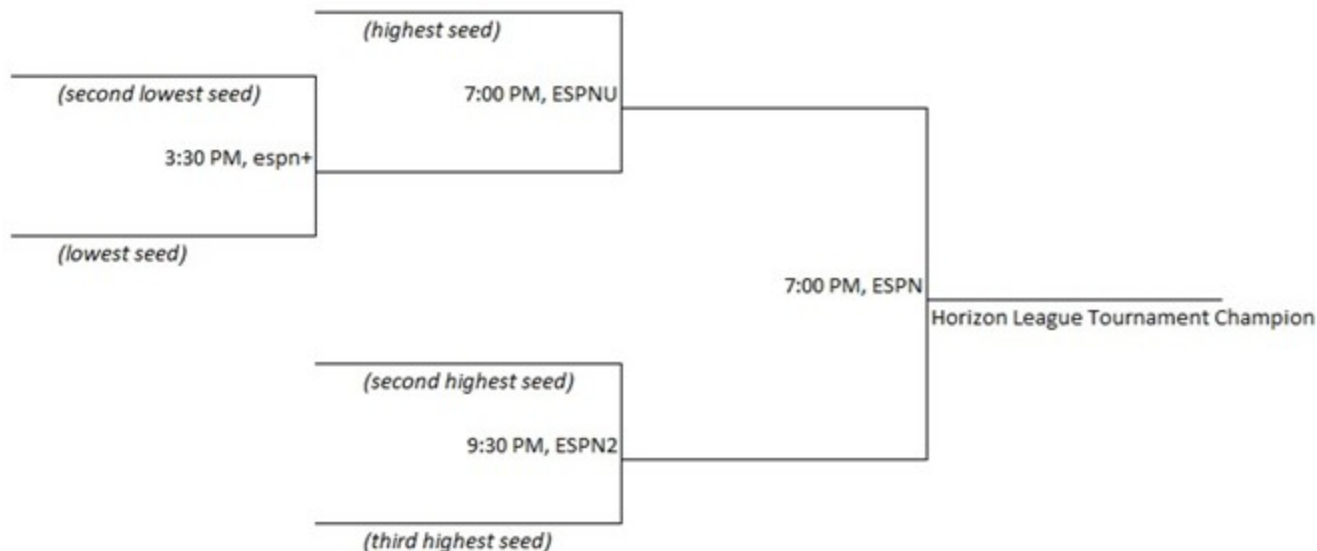 (highest seed)
(second lowest seed)
7:00 PM, ESPNU
3:30 PM, espn+
(lowest seed)
7:00 PM, ESPN
Horizon League Tournament Champion
(second highest seed)
9:30 PM, ESPN2
(third highest seed)